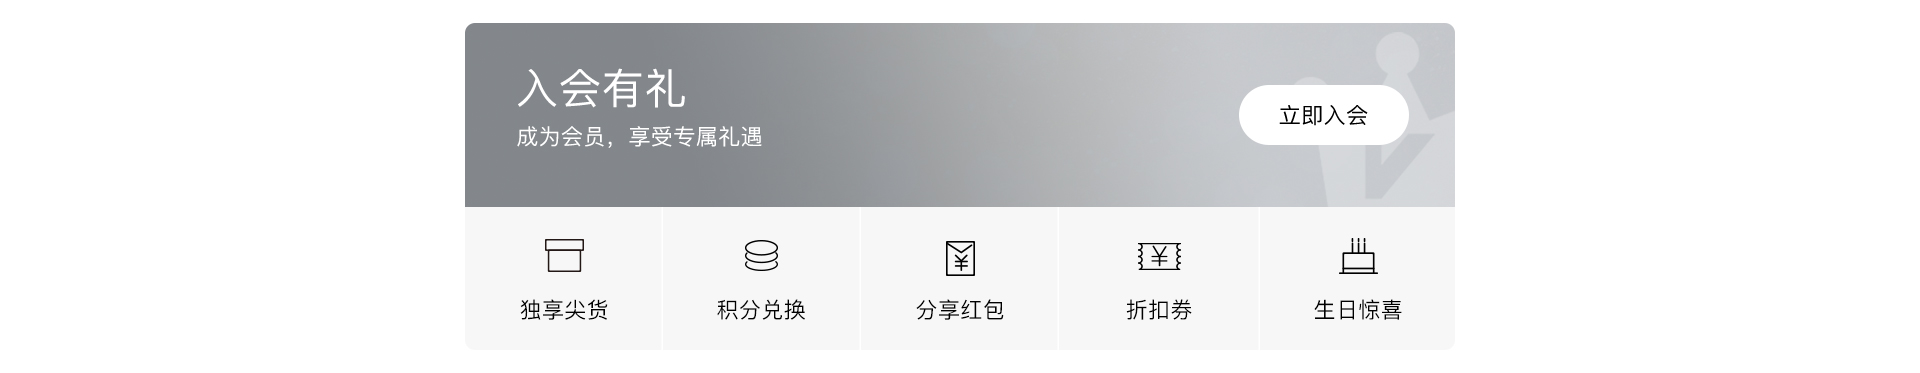 入会有礼
成为会员，享受专属礼遇
立即入会
独享尖货
积分兑换
分享红包
折扣券
生日惊喜